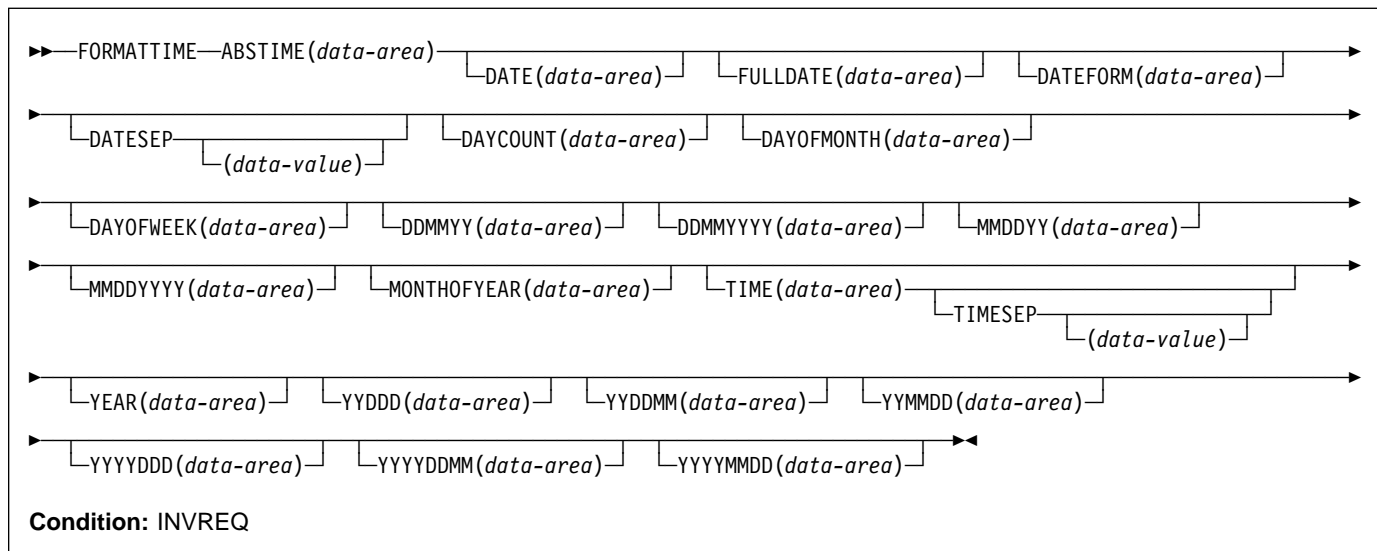 FORMATTIME ABSTIME(data-area) DATE(data-area) FULLDATE(data-area) DATEFORM(data-area)
DATESEP (data-value) DAYCOUNT(data-area) DAYOFMONTH(data-area)
DAYOFWEEK(data-area) DDMMYY(data-area) DDMMYYYY(data-area) MMDDYY(data-area)
MMDDYYYY(data-area) MONTHOFYEAR(data-area) TIME(data-area) TIMESEP (data-value)
YEAR(data-area) YYDDD(data-area) YYDDMM(data-area) YYMMDD(data-area)
YYYYDDD(data-area) YYYYDDMM(data-area) YYYYMMDD(data-area)
Condition: INVREQ